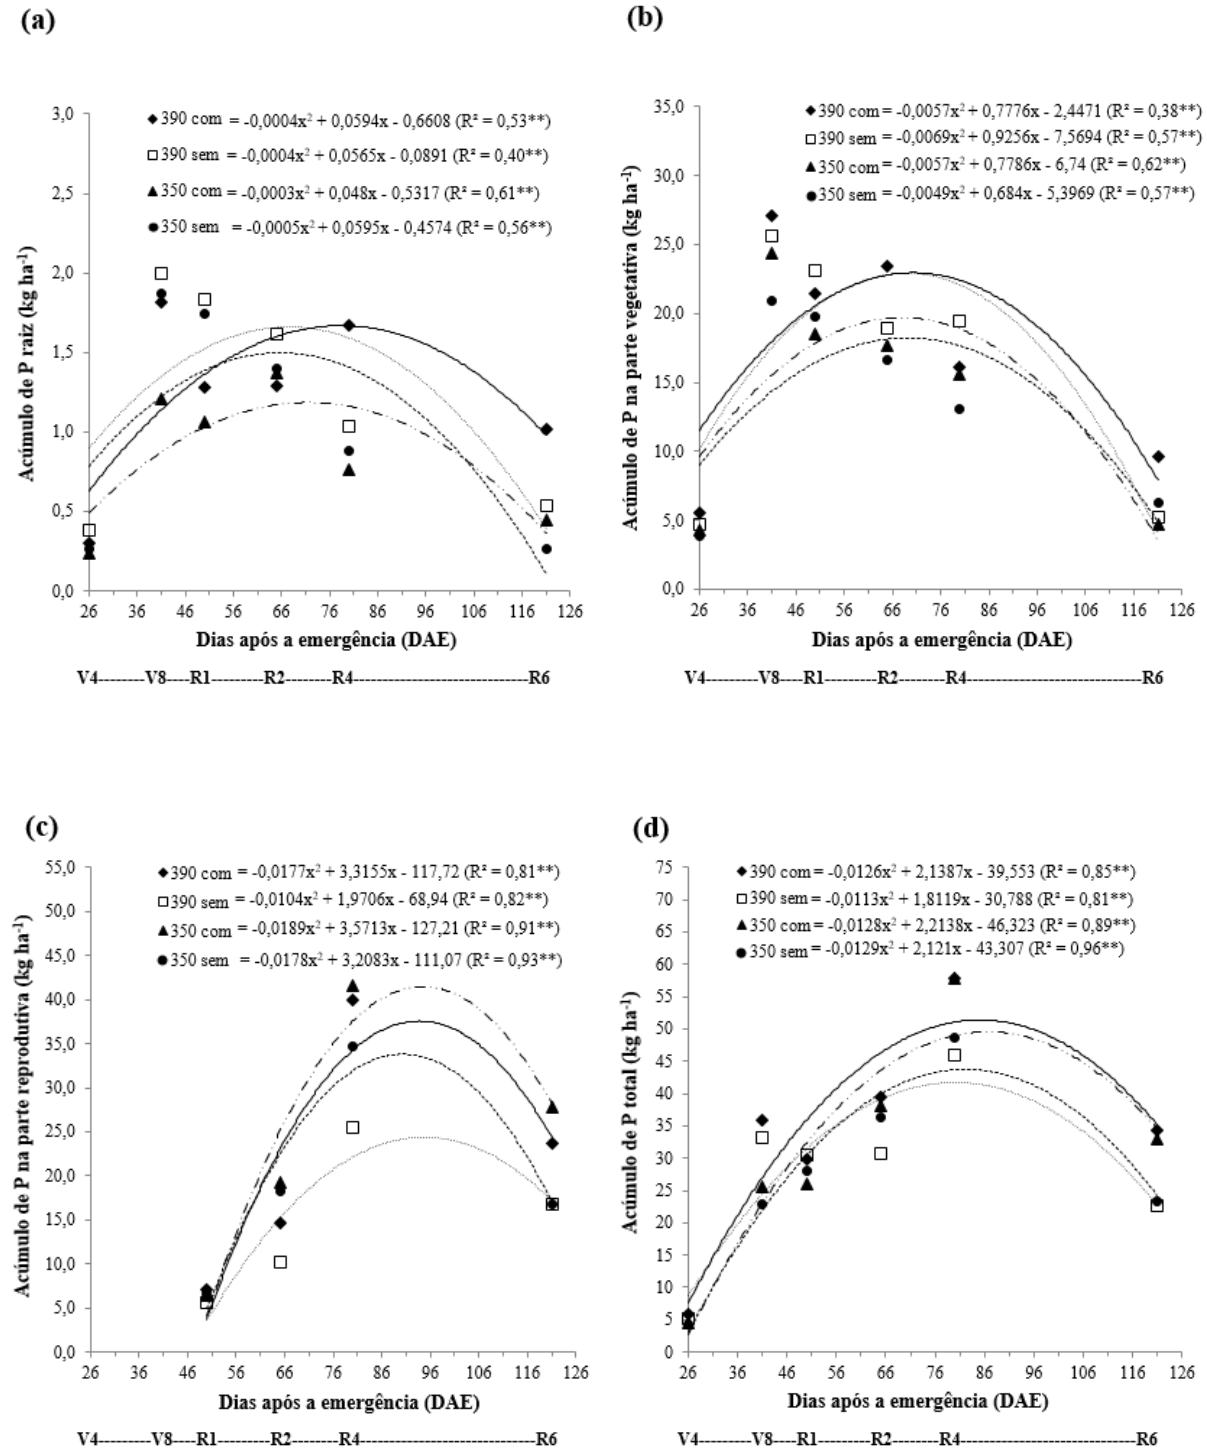 (a)
Acúmulo de P raiz (kg ha⁻¹)
3,0
2,5
2,0
1,5
1,0
0,5
0,0
390 com = -0,0004x² + 0,0594x - 0,6608 (R² = 0,53**)
390 sem = -0,0004x² + 0,0565x - 0,0891 (R² = 0,40**)
350 com = -0,0003x² + 0,048x - 0,5317 (R² = 0,61**)
350 sem = -0,0005x² + 0,0595x - 0,4574 (R² = 0,56**)
26 36 46 56 66 76 86 96 106 116 126
Dias após a emergência (DAE)
V4---------V8----R1-----------R2--------R4-----------------------------------R6
(b)
Acúmulo de P na parte vegetativa (kg ha⁻¹)
35,0
30,0
25,0
20,0
15,0
10,0
5,0
0,0
390 com = -0,0057x² + 0,7776x - 2,4471 (R² = 0,38**)
390 sem = -0,0069x² + 0,9256x - 7,5694 (R² = 0,57**)
350 com = -0,0057x² + 0,7786x - 6,74 (R² = 0,62**)
350 sem = -0,0049x² + 0,684x - 5,3969 (R² = 0,57**)
26 36 46 56 66 76 86 96 106 116 126
Dias após a emergência (DAE)
V4---------V8----R1-----------R2--------R4-----------------------------------R6
(c)
Acúmulo de P na parte reprodutiva (kg ha⁻¹)
55,0
50,0
45,0
40,0
35,0
30,0
25,0
20,0
15,0
10,0
5,0
0,0
390 com = -0,0177x² + 3,3155x - 117,72 (R² = 0,81**)
390 sem = -0,0104x² + 1,9706x - 68,94 (R² = 0,82**)
350 com = -0,0189x² + 3,5713x - 127,21 (R² = 0,91**)
350 sem = -0,0178x² + 3,2083x - 111,07 (R² = 0,93**)
26 36 46 56 66 76 86 96 106 116 126
Dias após a emergência (DAE)
V4---------V8----R1-----------R2--------R4-----------------------------------R6
(d)
Acúmulo de P total (kg ha⁻¹)
75
70
65
60
55
50
45
40
35
30
25
20
15
10
5
0
390 com = -0,0126x² + 2,1387x - 39,553 (R² = 0,85**)
390 sem = -0,0113x² + 1,8119x - 30,788 (R² = 0,81**)
350 com = -0,0128x² + 2,2138x - 46,323 (R² = 0,89**)
350 sem = -0,0129x² + 2,121x - 43,307 (R² = 0,96**)
26 36 46 56 66 76 86 96 106 116 126
Dias após a emergência (DAE)
V4---------V8----R1-----------R2--------R4-----------------------------------R6